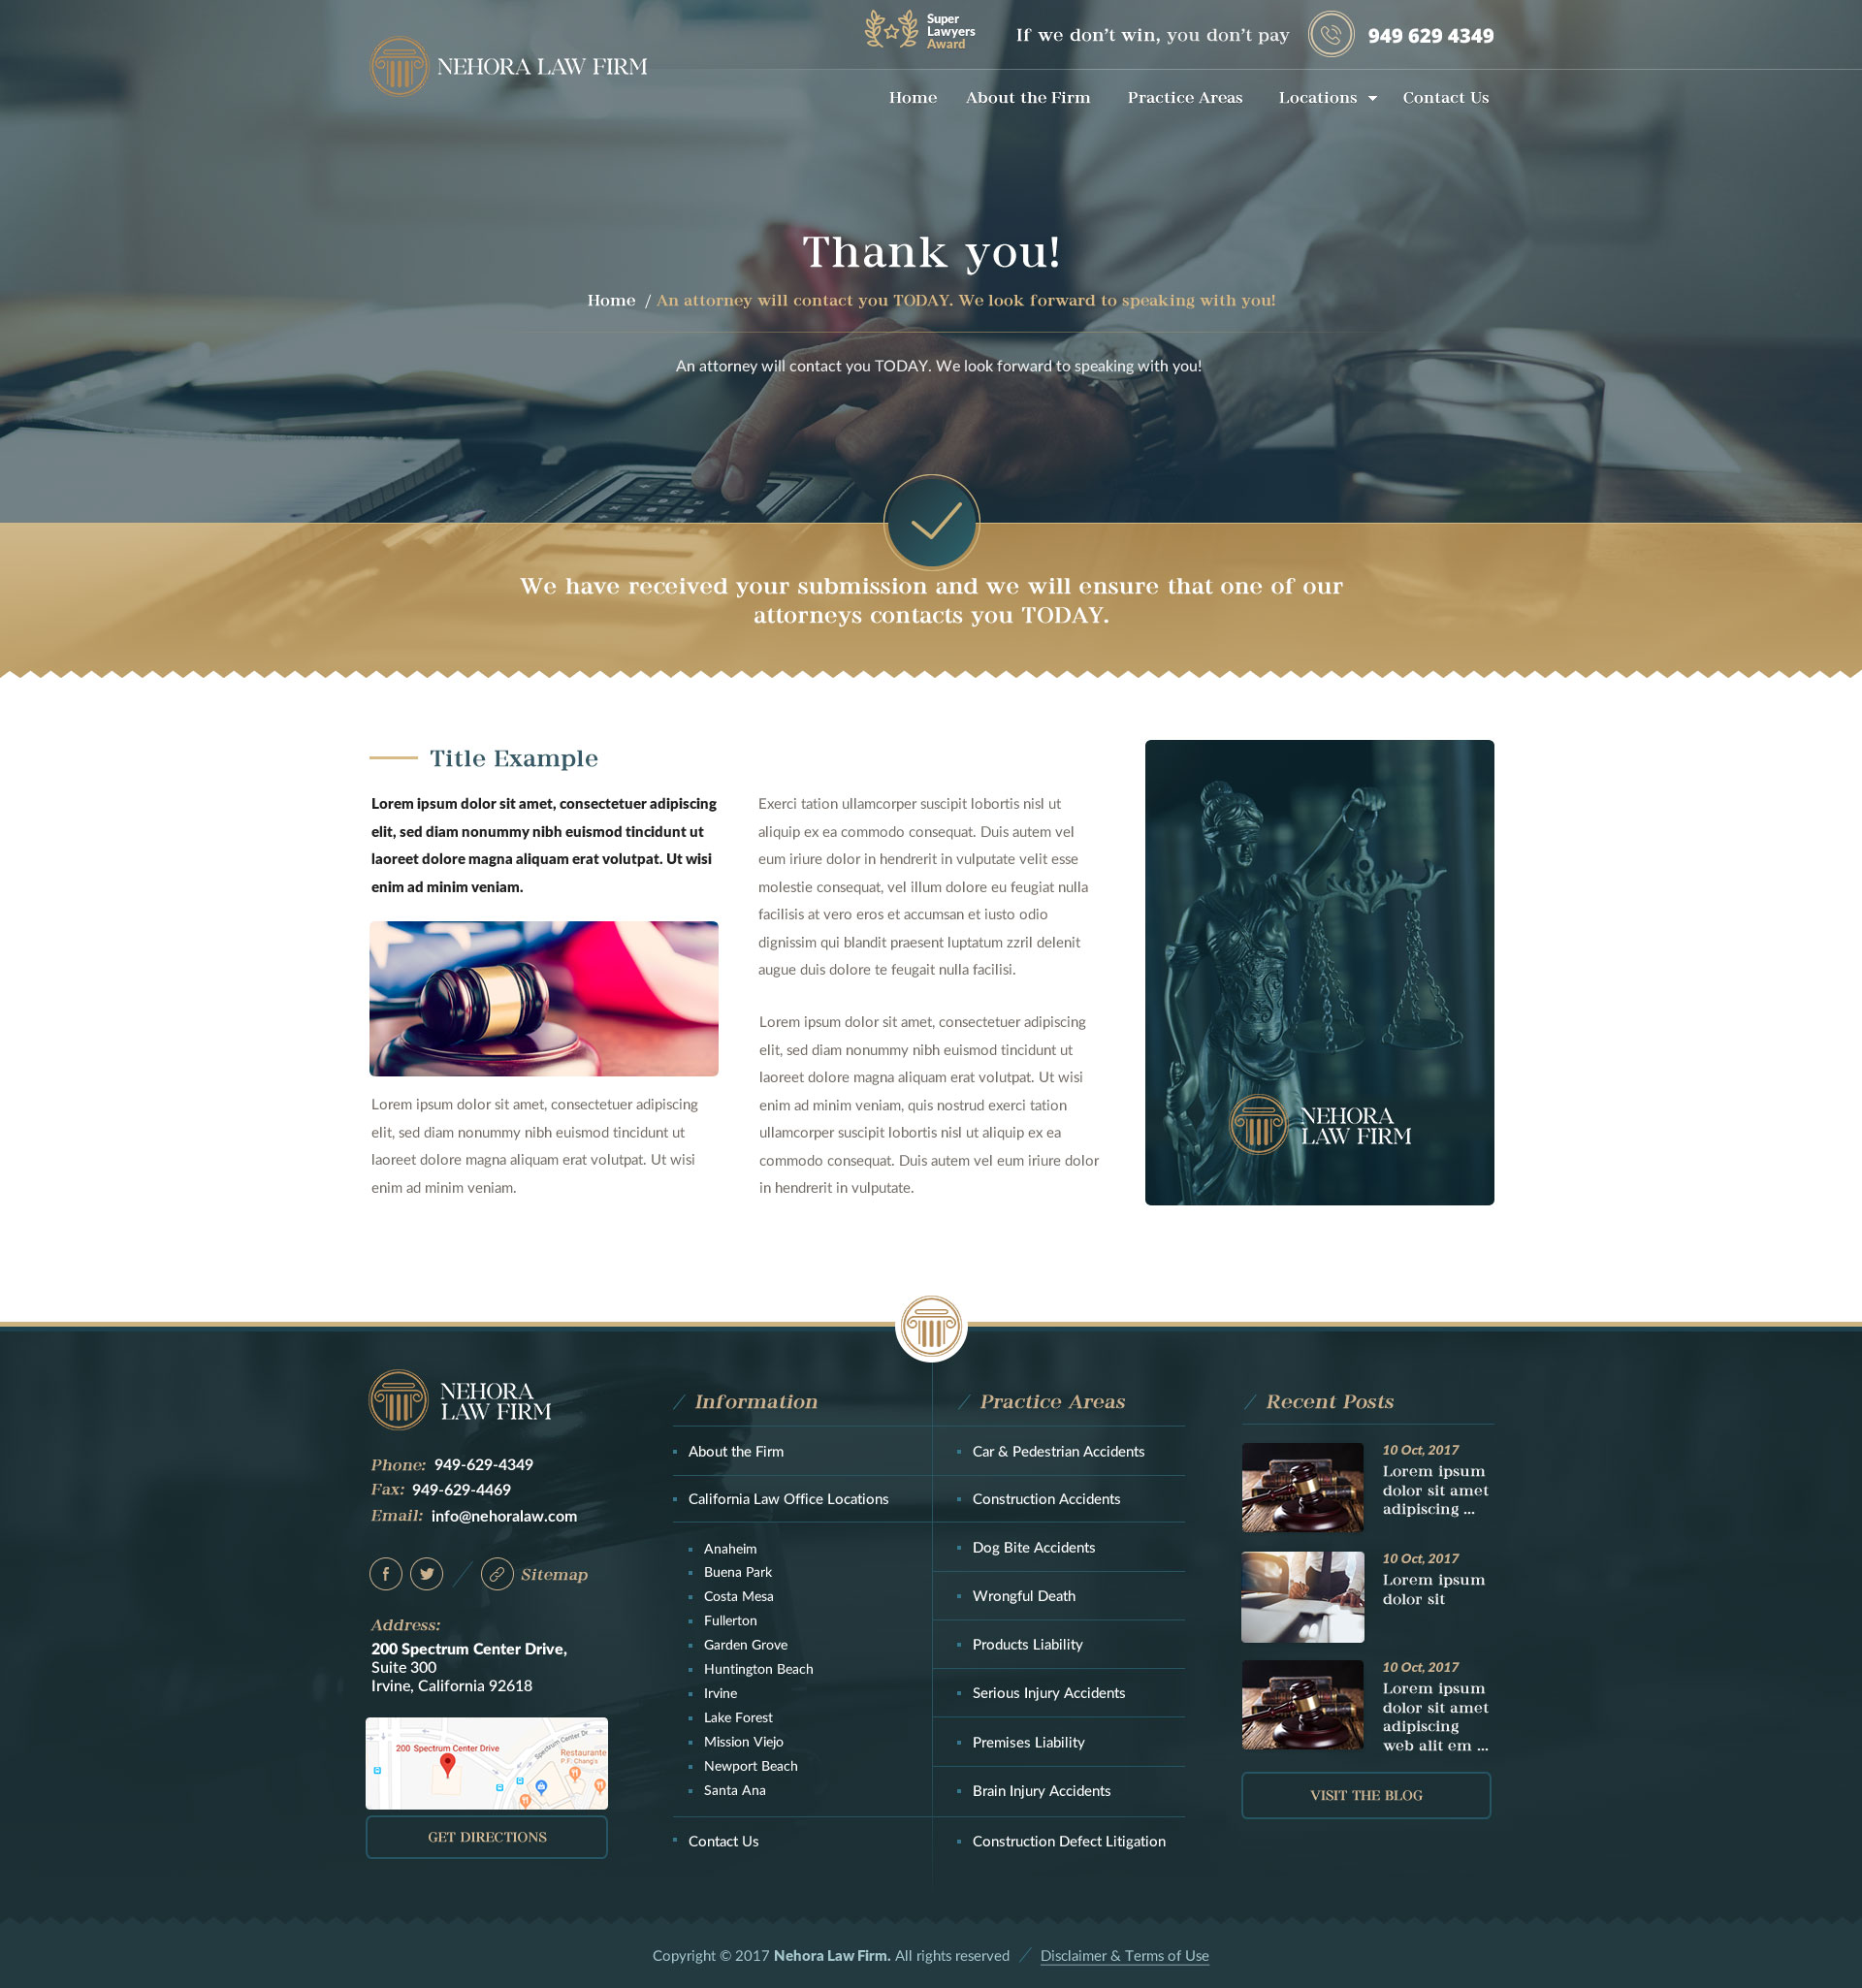 NEHORA LAW FIRM
Super
Lawyers
Award
If we don't win, you don't pay
949 629 4349
Home
About the Firm
Practice Areas
Locations
Contact Us
Thank you!
Home / An attorney will contact you TODAY. We look forward to speaking with you!
An attorney will contact you TODAY. We look forward to speaking with you!
We have received your submission and we will ensure that one of our
attorneys contacts you TODAY.
Title Example
Lorem ipsum dolor sit amet, consectetuer adipiscing
elit, sed diam nonummy nibh euismod tincidunt ut
laoreet dolore magna aliquam erat volutpat. Ut wisi
enim ad minim veniam.
Lorem ipsum dolor sit amet, consectetuer adipiscing
elit, sed diam nonummy nibh euismod tincidunt ut
laoreet dolore magna aliquam erat volutpat. Ut wisi
enim ad minim veniam.
Exerci tation ullamcorper suscipit lobortis nisl ut
aliquip ex ea commodo consequat. Duis autem vel
eum iriure dolor in hendrerit in vulputate velit esse
molestie consequat, vel illum dolore eu feugiat nulla
facilisis at vero eros et accumsan et iusto odio
dignissim qui blandit praesent luptatum zzril delenit
augue duis dolore te feugait nulla facilisi.
Lorem ipsum dolor sit amet, consectetuer adipiscing
elit, sed diam nonummy nibh euismod tincidunt ut
laoreet dolore magna aliquam erat volutpat. Ut wisi
enim ad minim veniam, quis nostrud exerci tation
ullamcorper suscipit lobortis nisl ut aliquip ex ea
commodo consequat. Duis autem vel eum iriure dolor
in hendrerit in vulputate.
NEHORA
LAW FIRM
NEHORA
LAW FIRM
Phone: 949-629-4349
Fax: 949-629-4469
Email: info@nehoralaw.com
Sitemap
Address:
200 Spectrum Center Drive,
Suite 300
Irvine, California 92618
200 Spectrum Center Drive
Spectrum Center Dr
Restaurante
P.F. Chang's
GET DIRECTIONS
Information
About the Firm
California Law Office Locations
Anaheim
Buena Park
Costa Mesa
Fullerton
Garden Grove
Huntington Beach
Irvine
Lake Forest
Mission Viejo
Newport Beach
Santa Ana
Contact Us
Practice Areas
Car & Pedestrian Accidents
Construction Accidents
Dog Bite Accidents
Wrongful Death
Products Liability
Serious Injury Accidents
Premises Liability
Brain Injury Accidents
Construction Defect Litigation
Recent Posts
10 Oct, 2017
Lorem ipsum
dolor sit amet
adipiscing ...
10 Oct, 2017
Lorem ipsum
dolor sit
10 Oct, 2017
Lorem ipsum
dolor sit amet
adipiscing
web alit em ...
VISIT THE BLOG
Copyright © 2017 Nehora Law Firm. All rights reserved / Disclaimer & Terms of Use